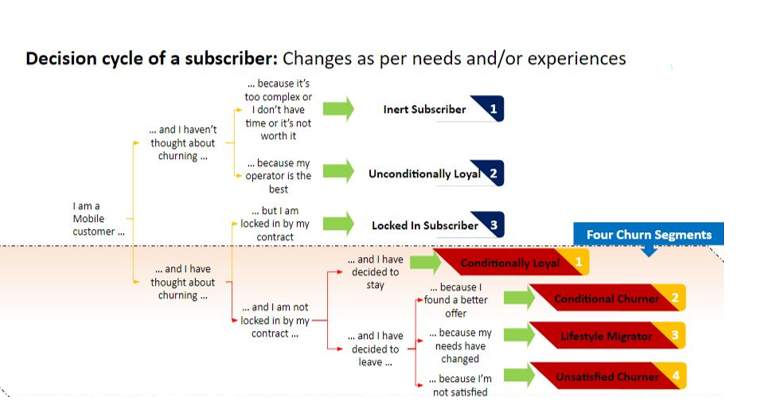 Decision cycle of a subscriber: Changes as per needs and/or experiences
I am a
Mobile
customer ...
... and I haven't
thought about
churning ...
... because it's
too complex or
I don't have
time or it's not
worth it
Inert Subscriber 1
... because my
operator is the
best
Unconditionally Loyal 2
... and I have
thought about
churning ...
... but I am
locked in by my
contract
Locked In Subscriber 3
Four Churn Segments
... and I am not
locked in by my
contract ...
... and I have
decided to
stay
Conditionally Loyal 1
... and I have
decided to
leave ...
... because I
found a better
offer
Conditional Churner 2
... because my
needs have
changed
Lifestyle Migrator 3
... because I'm
not satisfied
Unsatisfied Churner 4